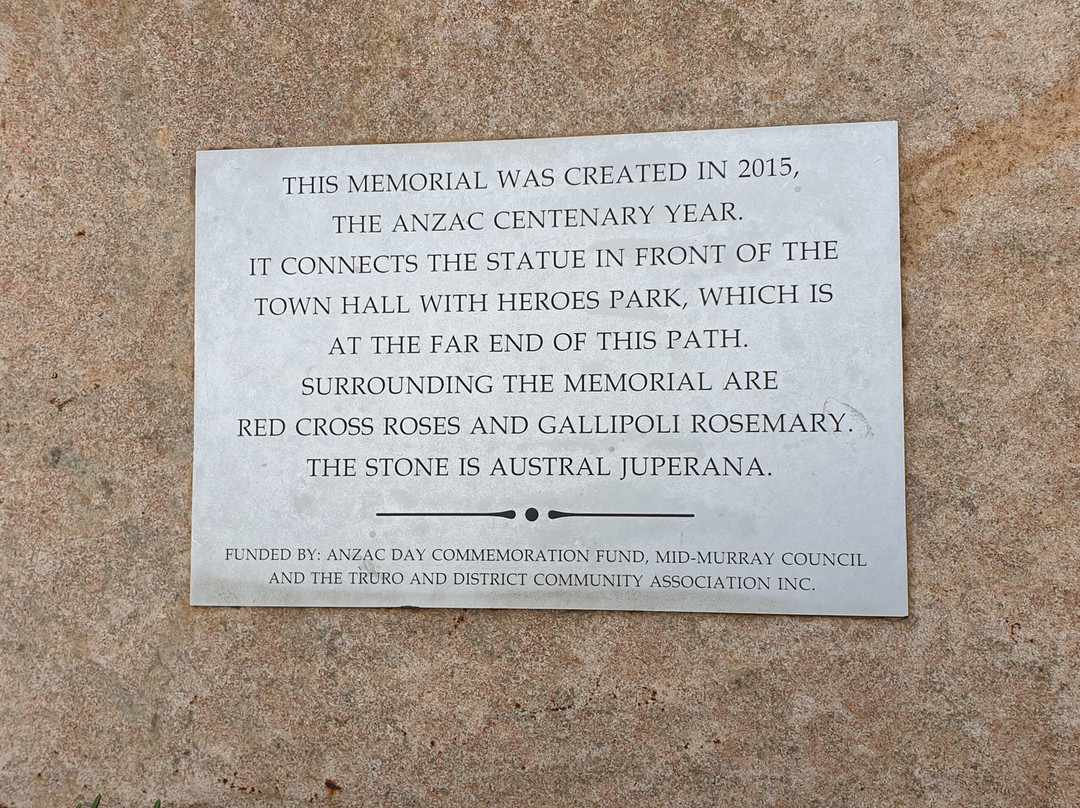 THIS MEMORIAL WAS CREATED IN 2015,
THE ANZAC CENTENARY YEAR.
IT CONNECTS THE STATUE IN FRONT OF THE
TOWN HALL WITH HEROES PARK, WHICH IS
AT THE FAR END OF THIS PATH.
SURROUNDING THE MEMORIAL ARE
RED CROSS ROSES AND GALLIPOLI ROSEMARY.
THE STONE IS AUSTRAL JUPERANA.
FUNDED BY: ANZAC DAY COMMEMORATION FUND, MID-MURRAY COUNCIL
AND THE TRURO AND DISTRICT COMMUNITY ASSOCIATION INC.